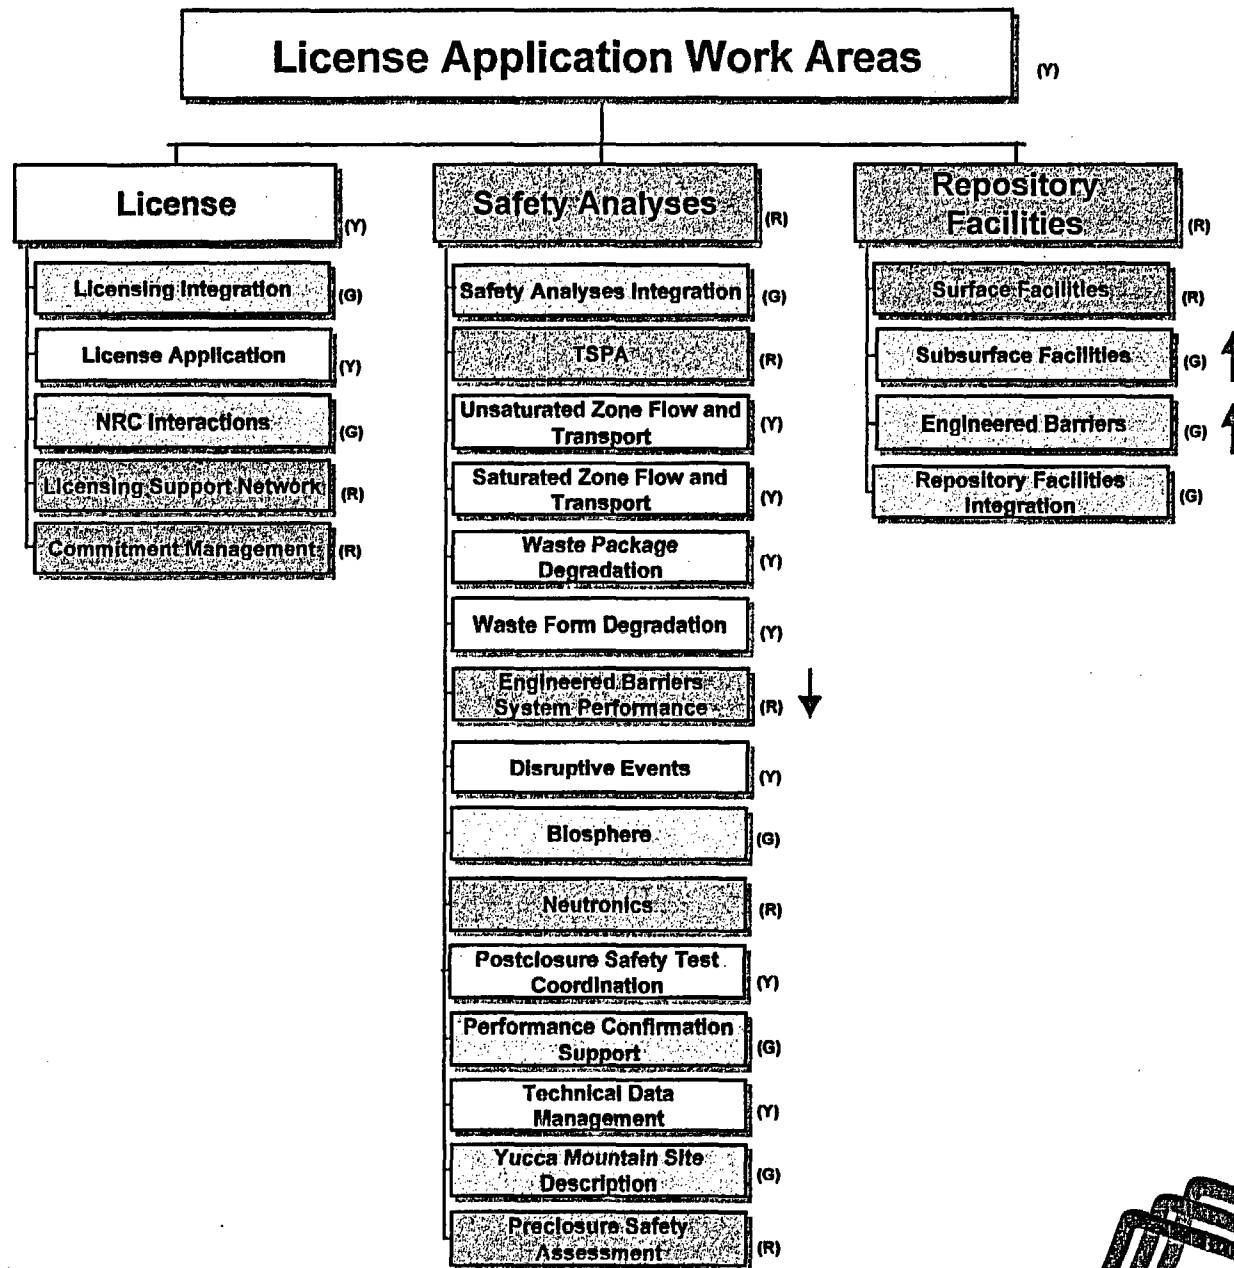 License Application Work Areas
(Y)
License
(Y)
Licensing Integration
(G)
License Application
(Y)
NRC Interactions
(G)
Licensing Support Network
(R)
Commitment Management
(R)
Safety Analyses
(R)
Safety Analyses Integration
(G)
TSPA
(R)
Unsaturated Zone Flow and
Transport
(Y)
Saturated Zone Flow and
Transport
(Y)
Waste Package
Degradation
(Y)
Waste Form Degradation
(Y)
Engineered Barriers
System Performance
(R)
Disruptive Events
(Y)
Biosphere
(G)
Neutronics
(R)
Postclosure Safety Test
Coordination
(Y)
Performance Confirmation
Support
(G)
Technical Data
Management
(Y)
Yucca Mountain Site
Description
(G)
Preclosure Safety
Assessment
(R)
Repository
Facilities
(R)
Surface Facilities
(R)
Subsurface Facilities
(G)
Engineered Barriers
(G)
Repository Facilities
Integration
(G)